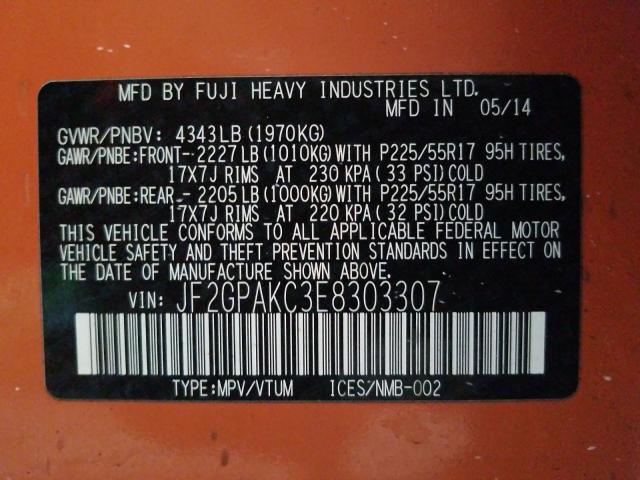 MFD BY FUJI HEAVY INDUSTRIES LTD.
MFD IN 05/14
GVWR/PNBV: 4343LB (1970KG)
GAWR/PNBE:FRONT-2227LB(1010KG)WITH P225/55R17 95H TIRES,
17X7J RIMS AT 230 KPA (33 PSI)COLD
GAWR/PNBE:REAR-2205LB(1000KG)WITH P225/55R17 95H TIRES,
17X7J RIMS AT 220 KPA (32 PSI)COLD
THIS VEHICLE CONFORMS TO ALL APPLICABLE FEDERAL MOTOR
VEHICLE SAFETY AND THEFT PREVENTION STANDARDS IN EFFECT ON
THE DATE OF MANUFACTURE SHOWN ABOVE.
VIN: JF2GPAKC3E8303307
TYPE:MPV/VTUM ICES/NMB-002